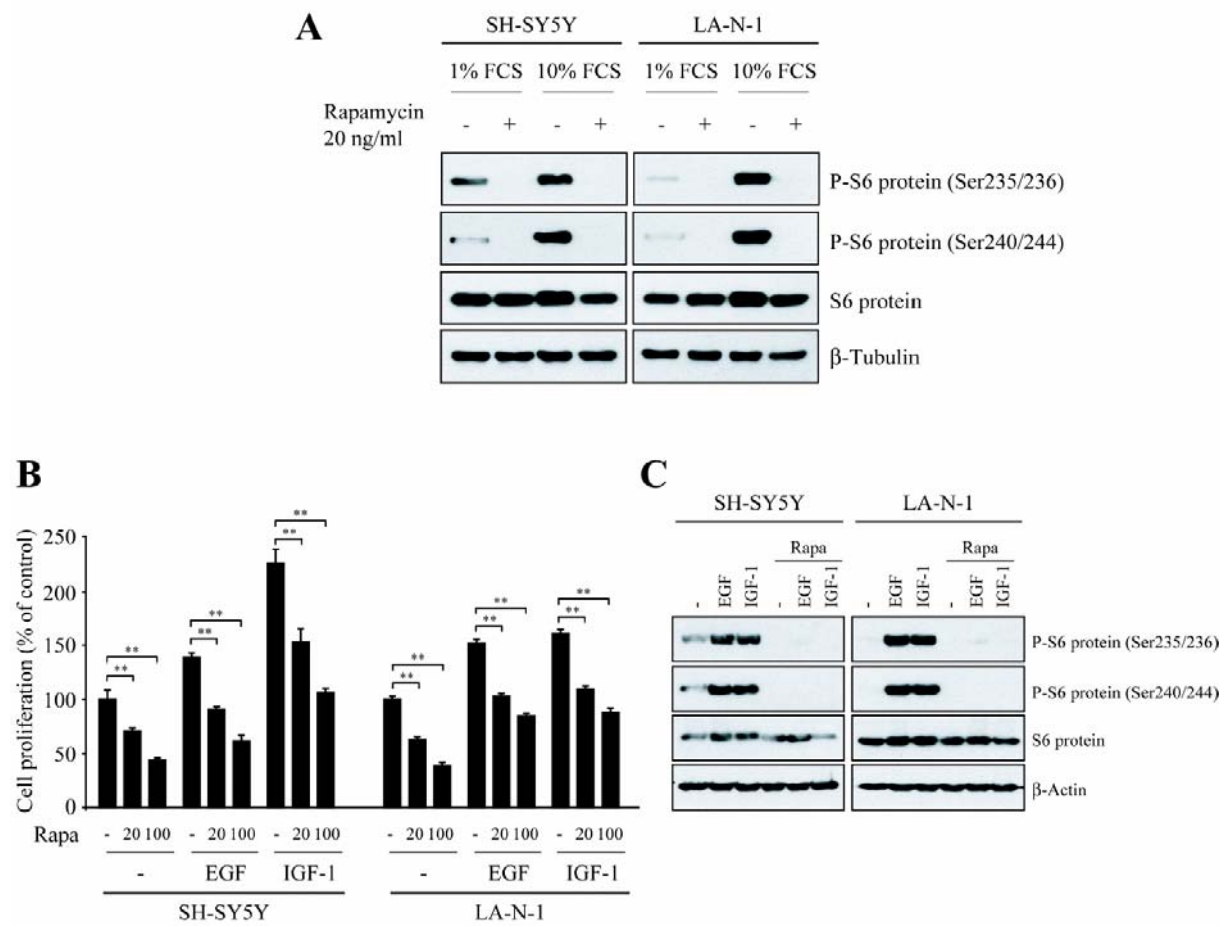 A
SH-SY5Y LA-N-1
1% FCS 10% FCS 1% FCS 10% FCS
Rapamycin
20 ng/ml
- + - + - + - +
P-S6 protein (Ser235/236)
P-S6 protein (Ser240/244)
S6 protein
β-Tubulin
B
Cell proliferation (% of control)
250
200
150
100
50
0
** ** ** ** ** ** ** ** ** ** ** **
Rapa - 20 100 - 20 100 - 20 100 - 20 100 - 20 100 - 20 100
- EGF IGF-1 - EGF IGF-1
SH-SY5Y LA-N-1
C
SH-SY5Y LA-N-1
Rapa Rapa
- EGF IGF-1 - EGF IGF-1 - EGF IGF-1 - EGF IGF-1
P-S6 protein (Ser235/236)
P-S6 protein (Ser240/244)
S6 protein
β-Actin